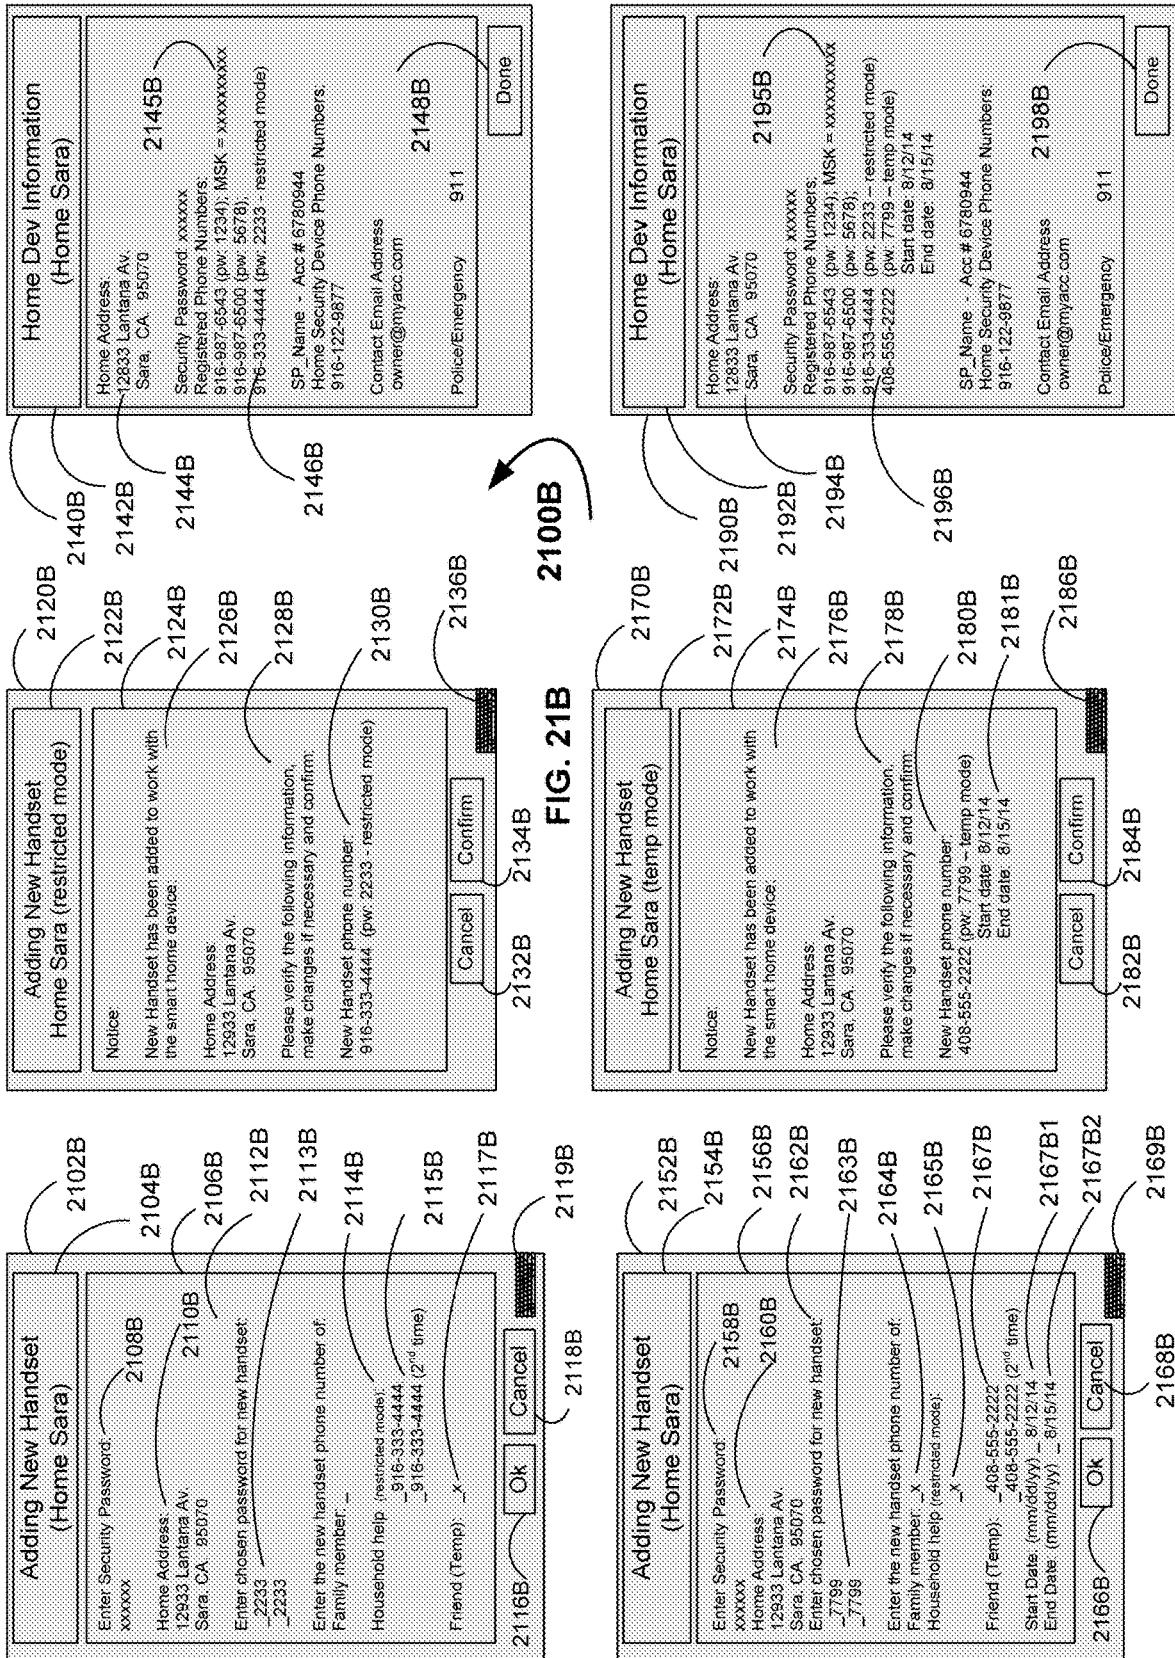 Adding New Handset
(Home Sara)
Enter Security Password:
xxxxxx
Home Address:
12933 Lantana Av.
Sara, CA 95070
Enter chosen password for new handset:
_2233
_2233
Enter the new handset phone number of:
Family member: _
Household help (restricted mode):
_916-333-4444
_916-333-4444 (2nd time)
Friend (Temp): _x
Ok
Cancel
2102B
2104B
2108B
2110B
2106B
2112B
2113B
2114B
2115B
2117B
2119B
2116B
2118B
Adding New Handset
Home Sara (restricted mode)
Notice:
New Handset has been added to work with
the smart home device.
Home Address:
12933 Lantana Av.
Sara, CA 95070
Please verify the following information,
make changes if necessary and confirm:
New Handset phone number:
916-333-4444 (pw: 2233 - restricted mode)
Cancel
Confirm
2120B
2122B
2124B
2126B
2128B
2130B
2136B
2132B
2134B
Home Dev Information
(Home Sara)
Home Address:
12833 Lantana Av.
Sara, CA 95070
Security Password: xxxxxx
Registered Phone Numbers:
916-987-6543 (pw: 1234); MSK = xxxxxxxxxx
916-987-6500 (pw: 5678);
916-333-4444 (pw: 2233 - restricted mode)
SP_Name - Acc # 6780944
Home Security Device Phone Numbers:
916-122-9877
Contact Email Address
owner@myacc.com
Police/Emergency 911
Done
2140B
2142B
2144B
2145B
2146B
2148B
FIG. 21B
2100B
Adding New Handset
(Home Sara)
Enter Security Password:
xxxxxx
Home Address:
12933 Lantana Av.
Sara, CA 95070
Enter chosen password for new handset:
_7799
_7799
Enter the new handset phone number of:
Family member: _x
Household help (restricted mode):
_x
Friend (Temp): _408-555-2222
_408-555-2222 (2nd time)
Start Date (mm/dd/yy) _ 8/12/14
End Date (mm/dd/yy) _ 8/15/14
Ok
Cancel
2152B
2154B
2158B
2160B
2156B
2162B
2163B
2164B
2165B
2167B
2167B1
2167B2
2169B
2166B
2168B
Adding New Handset
Home Sara (temp mode)
Notice:
New Handset has been added to work with
the smart home device.
Home Address:
12933 Lantana Av.
Sara, CA 95070
Please verify the following information,
make changes if necessary and confirm:
New Handset phone number:
408-555-2222 (pw: 7799 – temp mode)
Start date: 8/12/14
End date: 8/15/14
Cancel
Confirm
2170B
2172B
2174B
2176B
2178B
2180B
2181B
2186B
2182B
2184B
Home Dev Information
(Home Sara)
Home Address:
12833 Lantana Av.
Sara, CA 95070
Security Password: xxxxxx
Registered Phone Numbers:
916-987-6543 (pw: 1234); MSK = xxxxxxxxxx
916-987-6500 (pw: 5678);
916-333-4444 (pw: 2233 – restricted mode)
408-555-2222 (pw: 7799 – temp mode)
Start date: 8/12/14
End date: 8/15/14
SP_Name - Acc # 6780944
Home Security Device Phone Numbers:
916-122-9877
Contact Email Address
owner@myacc.com
Police/Emergency 911
Done
2190B
2192B
2194B
2195B
2196B
2198B